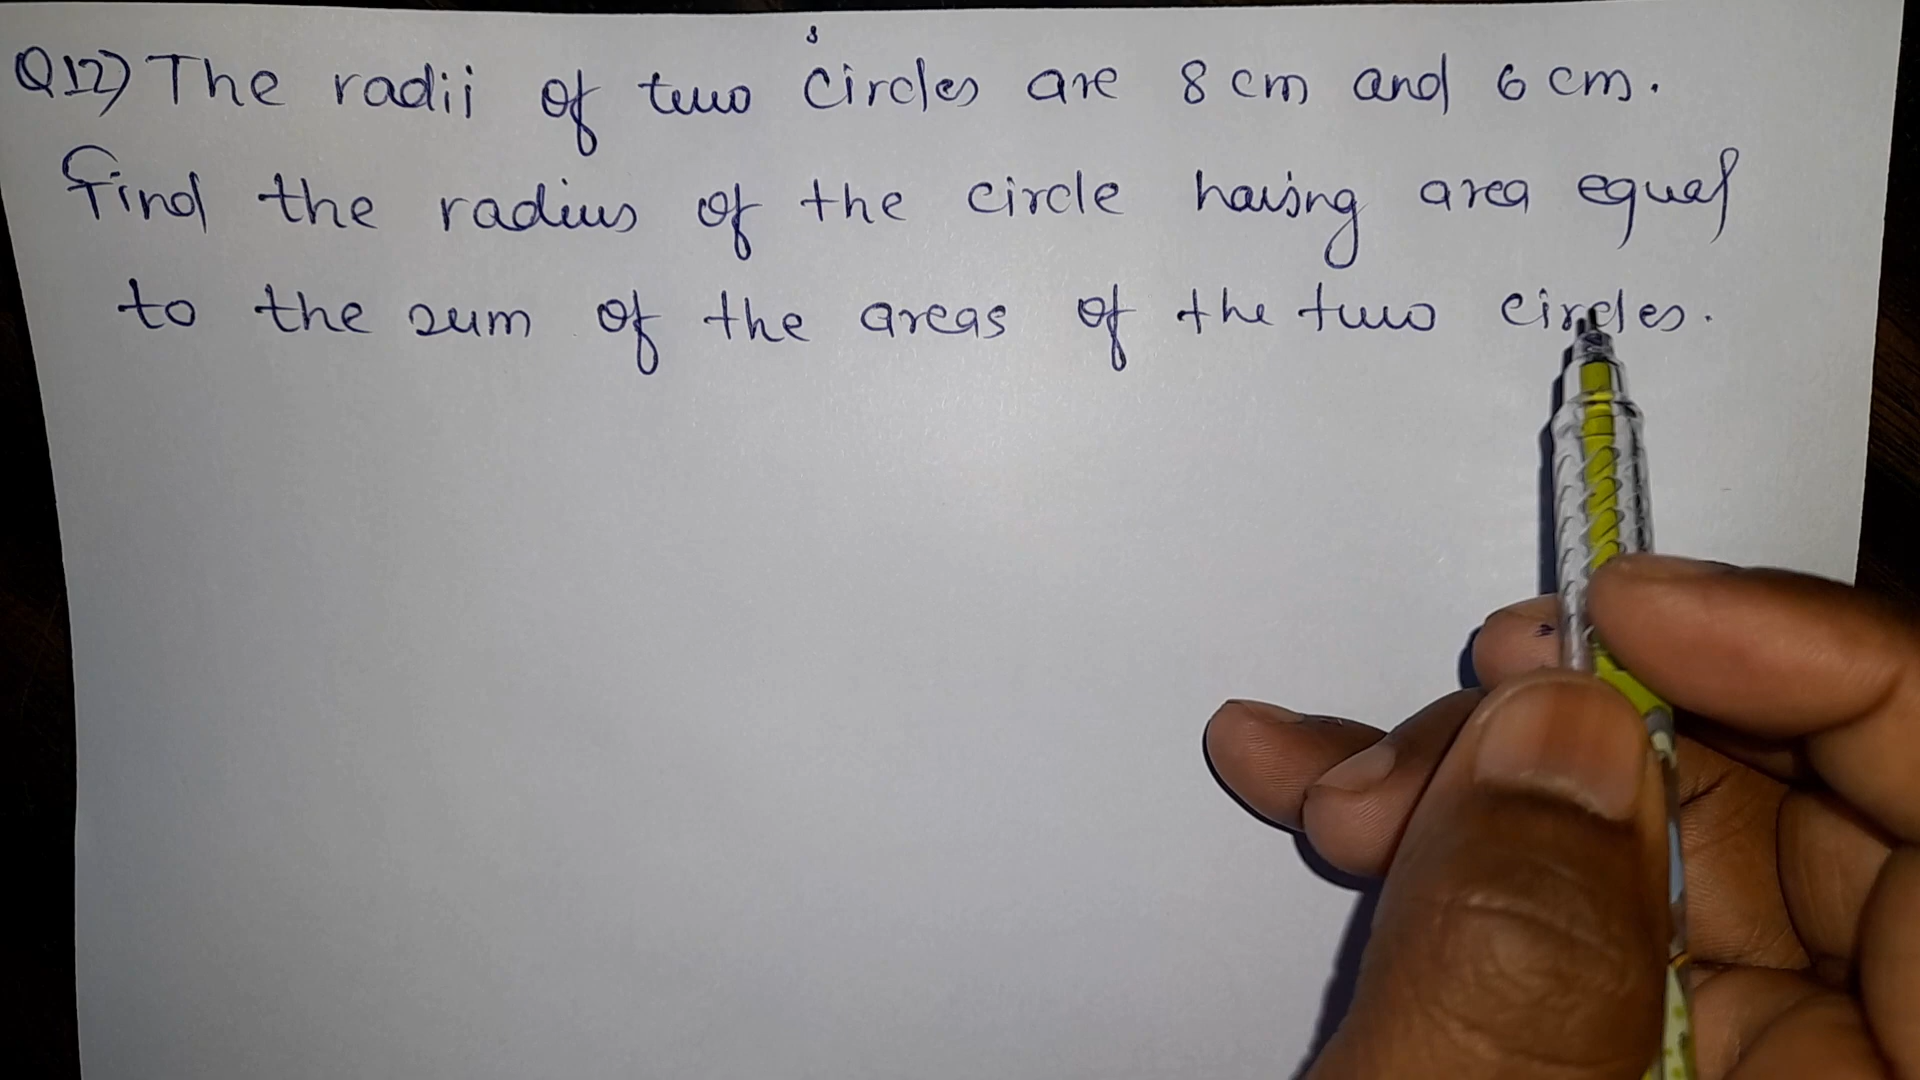 Q12) The radii of two circles are 8 cm and 6 cm.
Find the radius of the circle having area equal
to the sum of the areas of the two circles.